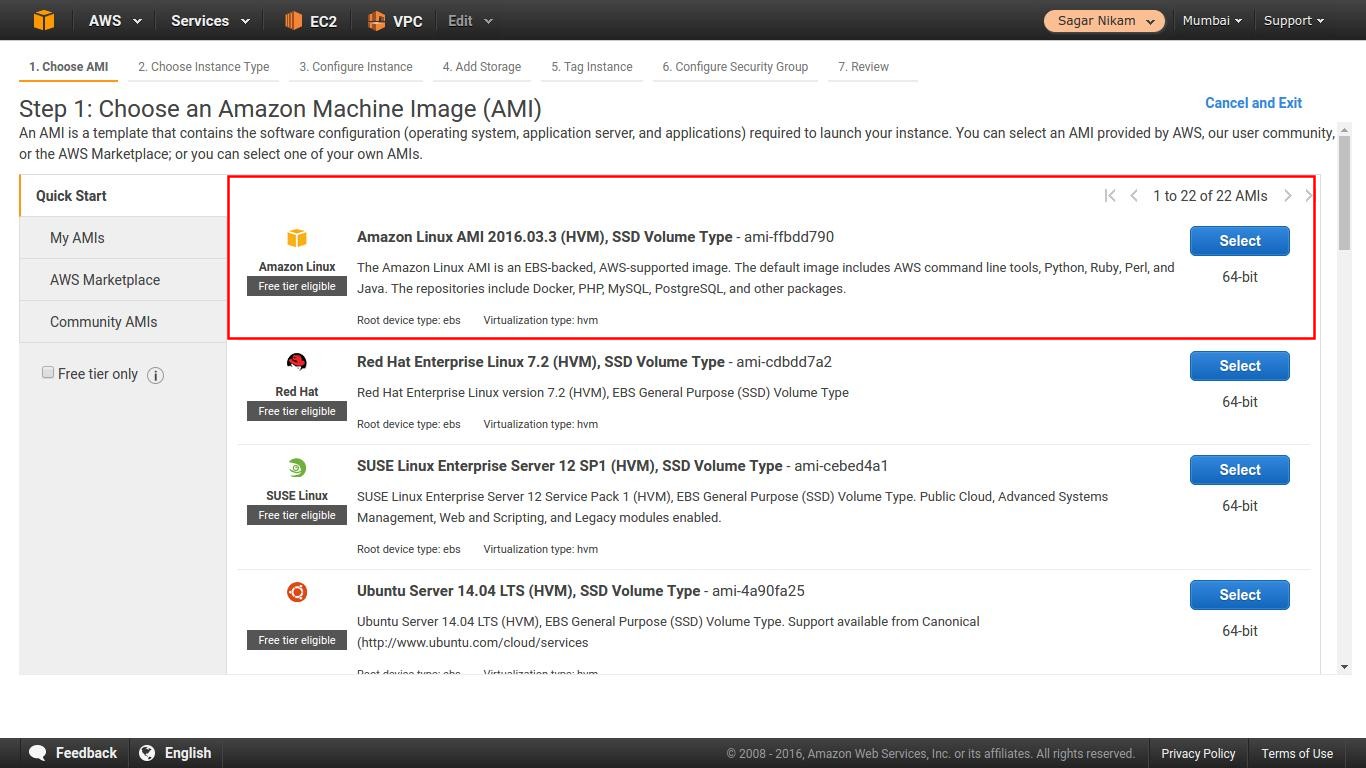 AWS Services EC2 VPC Edit Sagar Nikam Mumbai Support
1. Choose AMI 2. Choose Instance Type 3. Configure Instance 4. Add Storage 5. Tag Instance 6. Configure Security Group 7. Review
Step 1: Choose an Amazon Machine Image (AMI)
Cancel and Exit
An AMI is a template that contains the software configuration (operating system, application server, and applications) required to launch your instance. You can select an AMI provided by AWS, our user community,
or the AWS Marketplace; or you can select one of your own AMIs.
Quick Start
My AMIs
AWS Marketplace
Community AMIs
Free tier only
1 to 22 of 22 AMIs
Amazon Linux
Free tier eligible
Amazon Linux AMI 2016.03.3 (HVM), SSD Volume Type - ami-ffbdd790
The Amazon Linux AMI is an EBS-backed, AWS-supported image. The default image includes AWS command line tools, Python, Ruby, Perl, and
Java. The repositories include Docker, PHP, MySQL, PostgreSQL, and other packages.
Root device type: ebs Virtualization type: hvm
Select
64-bit
Red Hat
Free tier eligible
Red Hat Enterprise Linux 7.2 (HVM), SSD Volume Type - ami-cdbdd7a2
Red Hat Enterprise Linux version 7.2 (HVM), EBS General Purpose (SSD) Volume Type
Root device type: ebs Virtualization type: hvm
Select
64-bit
SUSE Linux
Free tier eligible
SUSE Linux Enterprise Server 12 SP1 (HVM), SSD Volume Type - ami-cebed4a1
SUSE Linux Enterprise Server 12 Service Pack 1 (HVM), EBS General Purpose (SSD) Volume Type. Public Cloud, Advanced Systems
Management, Web and Scripting, and Legacy modules enabled.
Root device type: ebs Virtualization type: hvm
Select
64-bit
Free tier eligible
Ubuntu Server 14.04 LTS (HVM), SSD Volume Type - ami-4a90fa25
Ubuntu Server 14.04 LTS (HVM), EBS General Purpose (SSD) Volume Type. Support available from Canonical
(http://www.ubuntu.com/cloud/services
Root device type: ebs Virtualization type: hvm
Select
64-bit
Feedback English © 2008 - 2016, Amazon Web Services, Inc. or its affiliates. All rights reserved. Privacy Policy Terms of Use